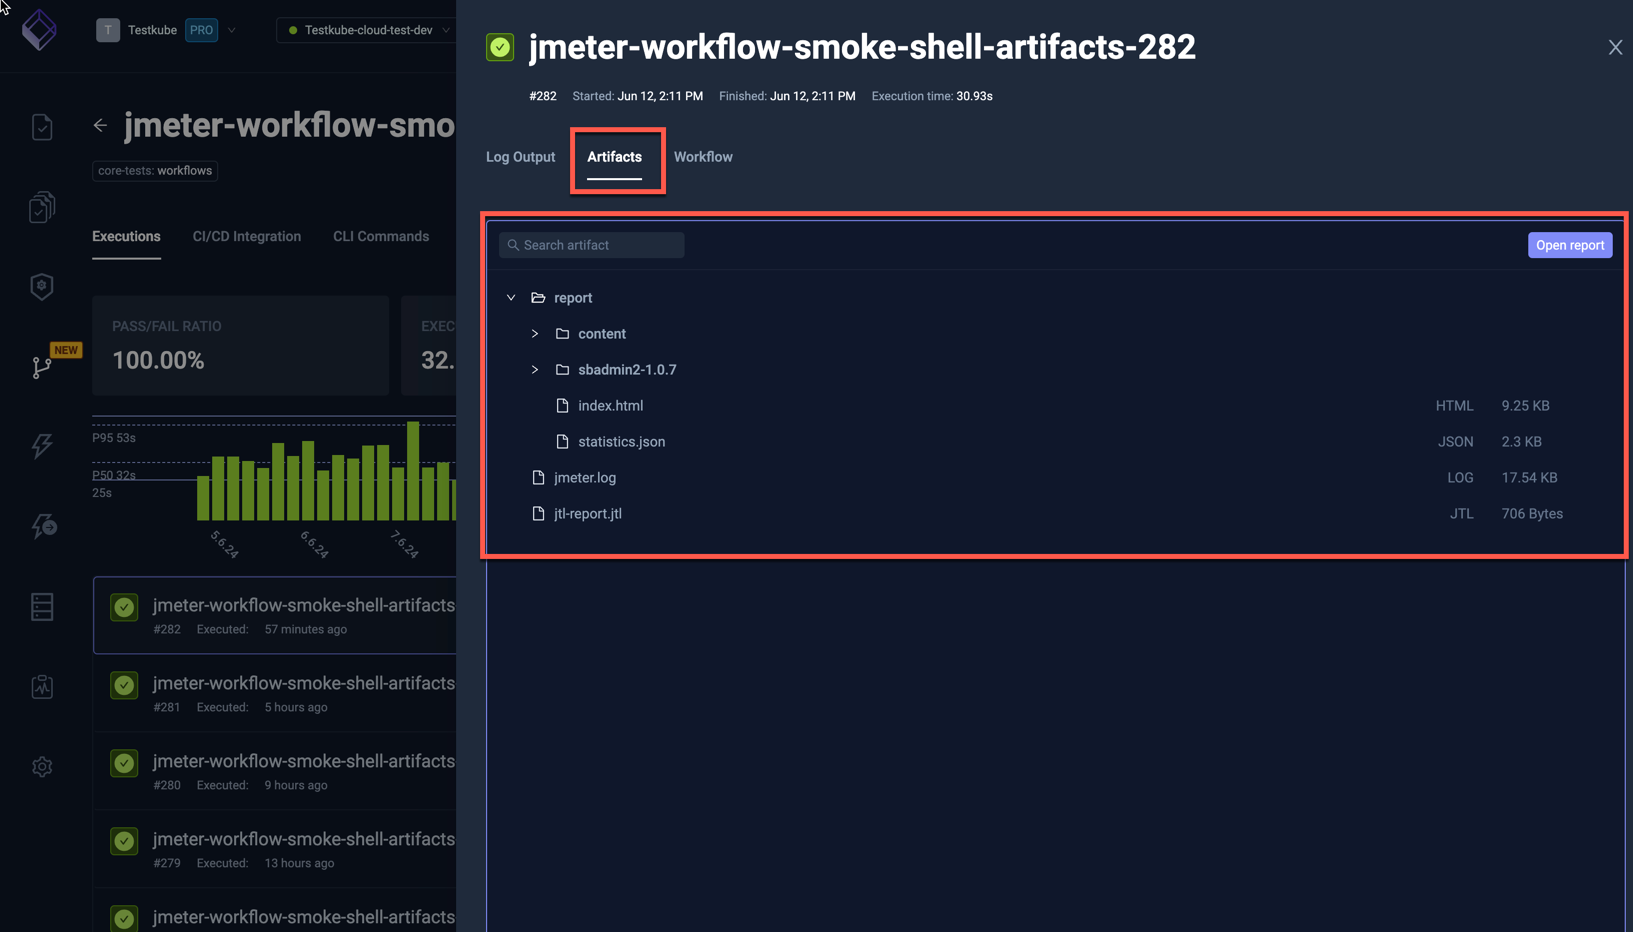 T Testkube PRO
Testkube-cloud-test-dev
jmeter-workflow-smo
core-tests: workflows
Executions CI/CD Integration CLI Commands
PASS/FAIL RATIO
100.00%
EXEC
32.
P95 53s
P50 32s
25s
5.6.24 6.6.24 7.6.24
NEW
jmeter-workflow-smoke-shell-artifacts
#282 Executed: 57 minutes ago
jmeter-workflow-smoke-shell-artifacts
#281 Executed: 5 hours ago
jmeter-workflow-smoke-shell-artifacts
#280 Executed: 9 hours ago
jmeter-workflow-smoke-shell-artifacts
#279 Executed: 13 hours ago
jmeter-workflow-smoke-shell-artifacts
jmeter-workflow-smoke-shell-artifacts-282
#282 Started: Jun 12, 2:11 PM Finished: Jun 12, 2:11 PM Execution time: 30.93s
Log Output Artifacts Workflow
Search artifact
Open report
report
content
sbadmin2-1.0.7
index.html HTML 9.25 KB
statistics.json JSON 2.3 KB
jmeter.log LOG 17.54 KB
jtl-report.jtl JTL 706 Bytes